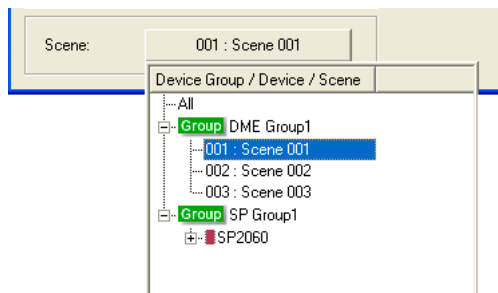 Scene: 001 : Scene 001
Device Group / Device / Scene
All
Group DME Group1
001 : Scene 001
002 : Scene 002
003 : Scene 003
Group SP Group1
SP2060